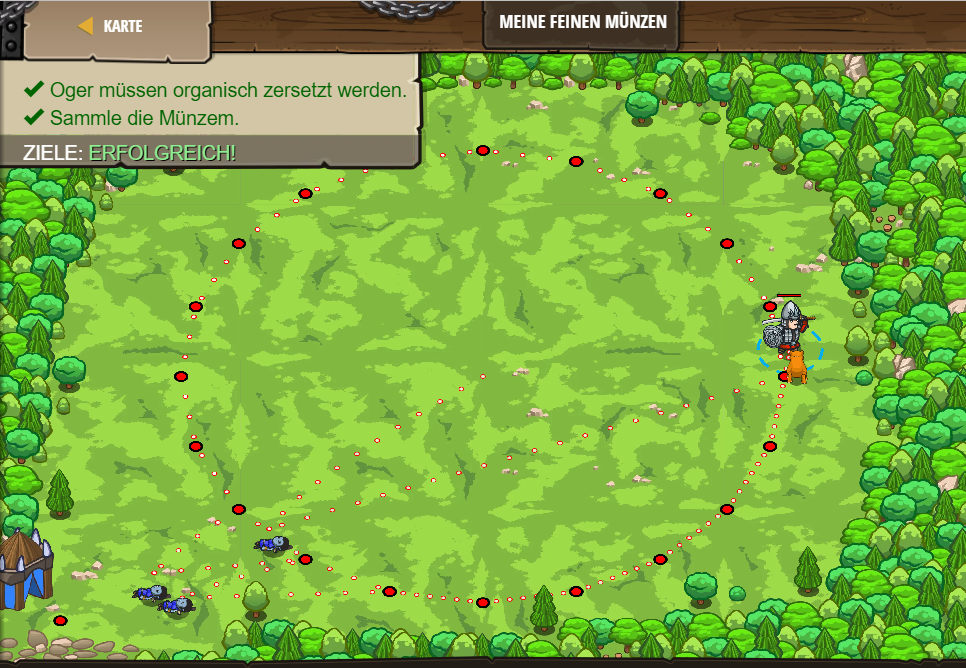 KARTE
MEINE FEINEN MÜNZEN
Oger müssen organisch zersetzt werden.
Sammle die Münzem.
ZIELE: ERFOLGREICH!